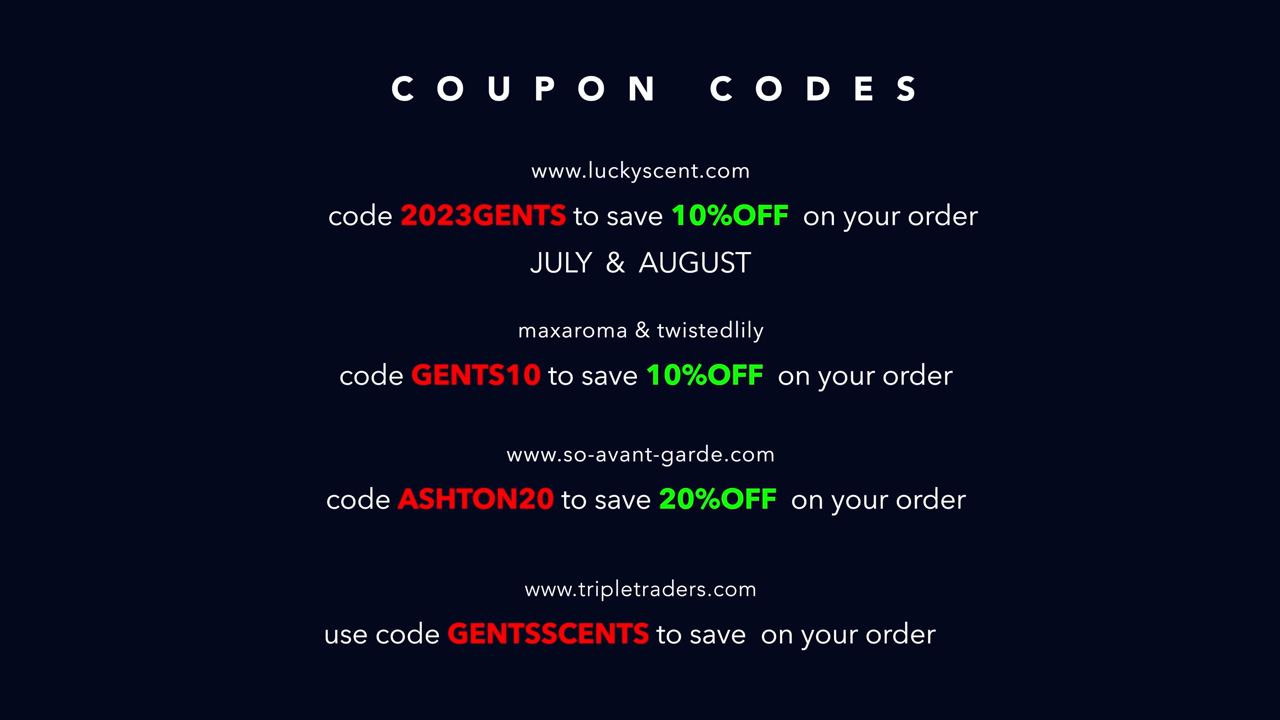 COUPON CODES
www.luckyscent.com
code 2023GENTS to save 10%OFF on your order
JULY & AUGUST
maxaroma & twistedlily
code GENTS10 to save 10%OFF on your order
www.so-avant-garde.com
code ASHTON20 to save 20%OFF on your order
www.tripletraders.com
use code GENTSSCENTS to save on your order